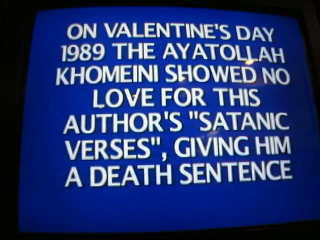 ON VALENTINE'S DAY
1989 THE AYATOLLAH
KHOMEINI SHOWED NO
LOVE FOR THIS
AUTHOR'S "SATANIC
VERSES", GIVING HIM
A DEATH SENTENCE